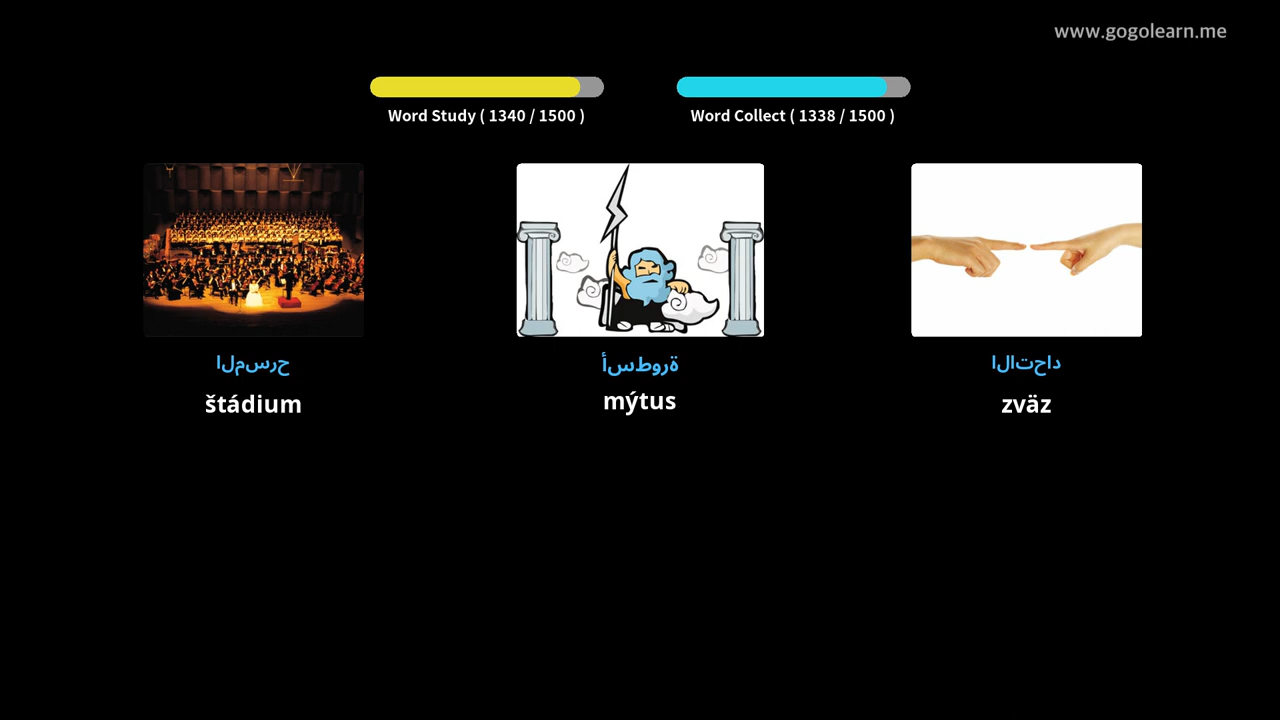 www.gogolearn.me
Word Study ( 1340 / 1500 )
Word Collect ( 1338 / 1500 )
المسرح
أسطورة
الاتحاد
štádium
mýtus
zväz